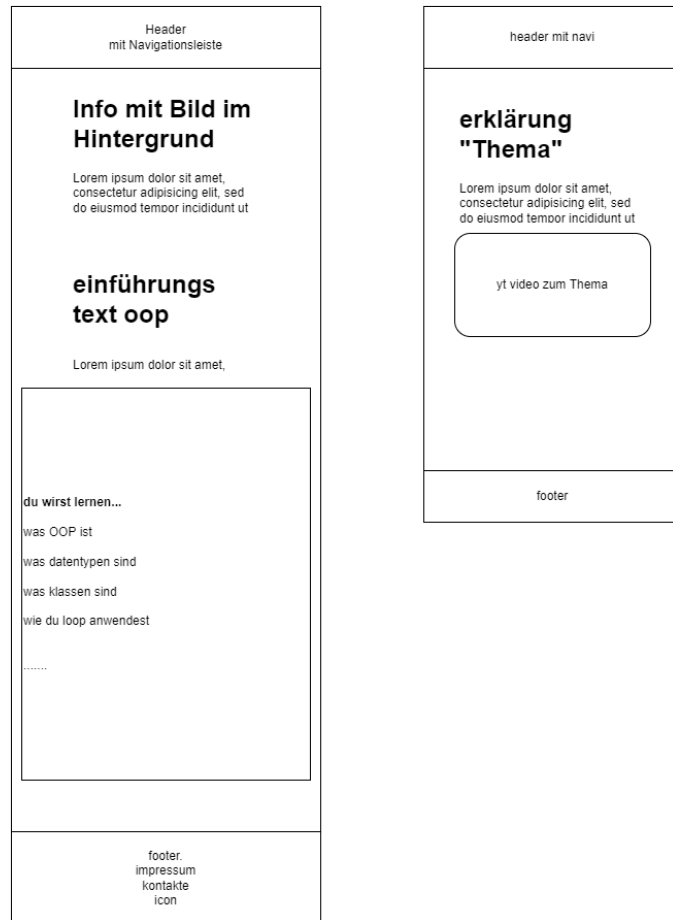 Header
mit Navigationsleiste
Info mit Bild im
Hintergrund
Lorem ipsum dolor sit amet,
consectetur adipisicing elit, sed
do eiusmod tempor incididunt ut
einführungs
text oop
Lorem ipsum dolor sit amet,
du wirst lernen...
was OOP ist
was datentypen sind
was klassen sind
wie du loop anwendest
.......
footer.
impressum
kontakte
icon
header mit navi
erklärung
"Thema"
Lorem ipsum dolor sit amet,
consectetur adipisicing elit, sed
do eiusmod tempor incididunt ut
yt video zum Thema
footer